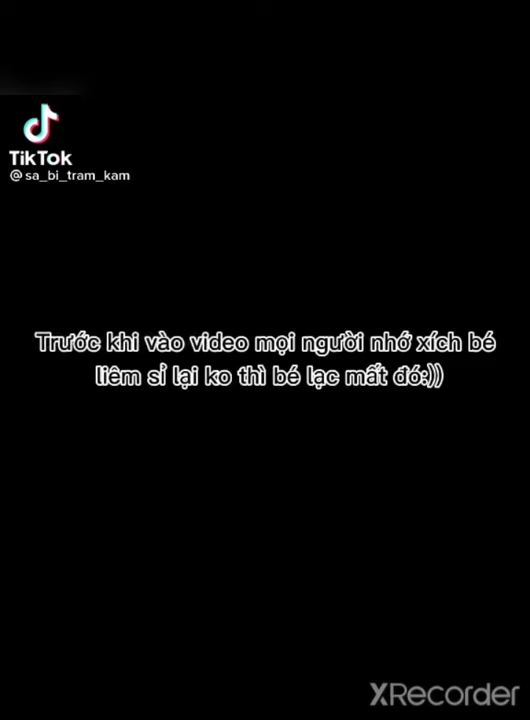 TikTok
@sa_bi_tram_kam
Trước khi vào video mọi người nhớ xích bé
liêm sỉ lại ko thì bé lạc mất đó:))
XRecorder